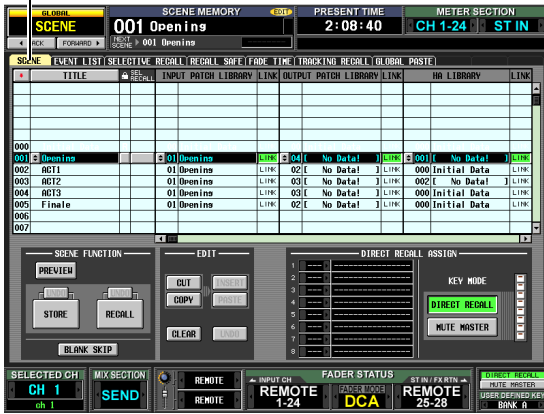 GLOBAL
SCENE
ACK FORWARD
SCENE MEMORY
EDIT
001 Opening
NEXT SCENE 001 Opening
PRESENT TIME
2:08:40
METER SECTION
CH 1-24 ST IN
SCENE EVENT LIST SELECTIVE RECALL RECALL SAFE FADE TIME TRACKING RECALL GLOBAL PASTE
TITLE SEL RECALL INPUT PATCH LIBRARY LINK OUTPUT PATCH LIBRARY LINK HA LIBRARY LINK
000
001 Opening 01 Opening LINK 04 [ No Data! ] LINK 001 [ No Data! ] LINK
002 ACT1 01 Opening LINK 02 [ No Data! ] LINK 000 Initial Data LINK
003 ACT2 01 Opening LINK 03 [ No Data! ] LINK 002 [ No Data! ] LINK
004 ACT3 01 Opening LINK 03 [ No Data! ] LINK 000 Initial Data LINK
005 Finale 01 Opening LINK 02 [ No Data! ] LINK 000 Initial Data LINK
006
007
SCENE FUNCTION
PREVIEW
UNDO UNDO
STORE RECALL
BLANK SKIP
EDIT
CUT INSERT
COPY PASTE
CLEAR UNDO
DIRECT RECALL ASSIGN
1 --- ----------------
2 --- ----------------
3 --- ----------------
4 --- ----------------
5 --- ----------------
6 --- ----------------
7 --- ----------------
8 --- ----------------
KEY MODE
DIRECT RECALL
MUTE MASTER
SELECTED CH
CH 1
ch 1
MIX SECTION
SEND
REMOTE
REMOTE
FADER STATUS
INPUT CH
REMOTE
1-24
FADER MODE
DCA
ST IN / FX RTN
REMOTE
25-28
DIRECT RECALL
MUTE MASTER
USER DEFINED KEY
BANK A